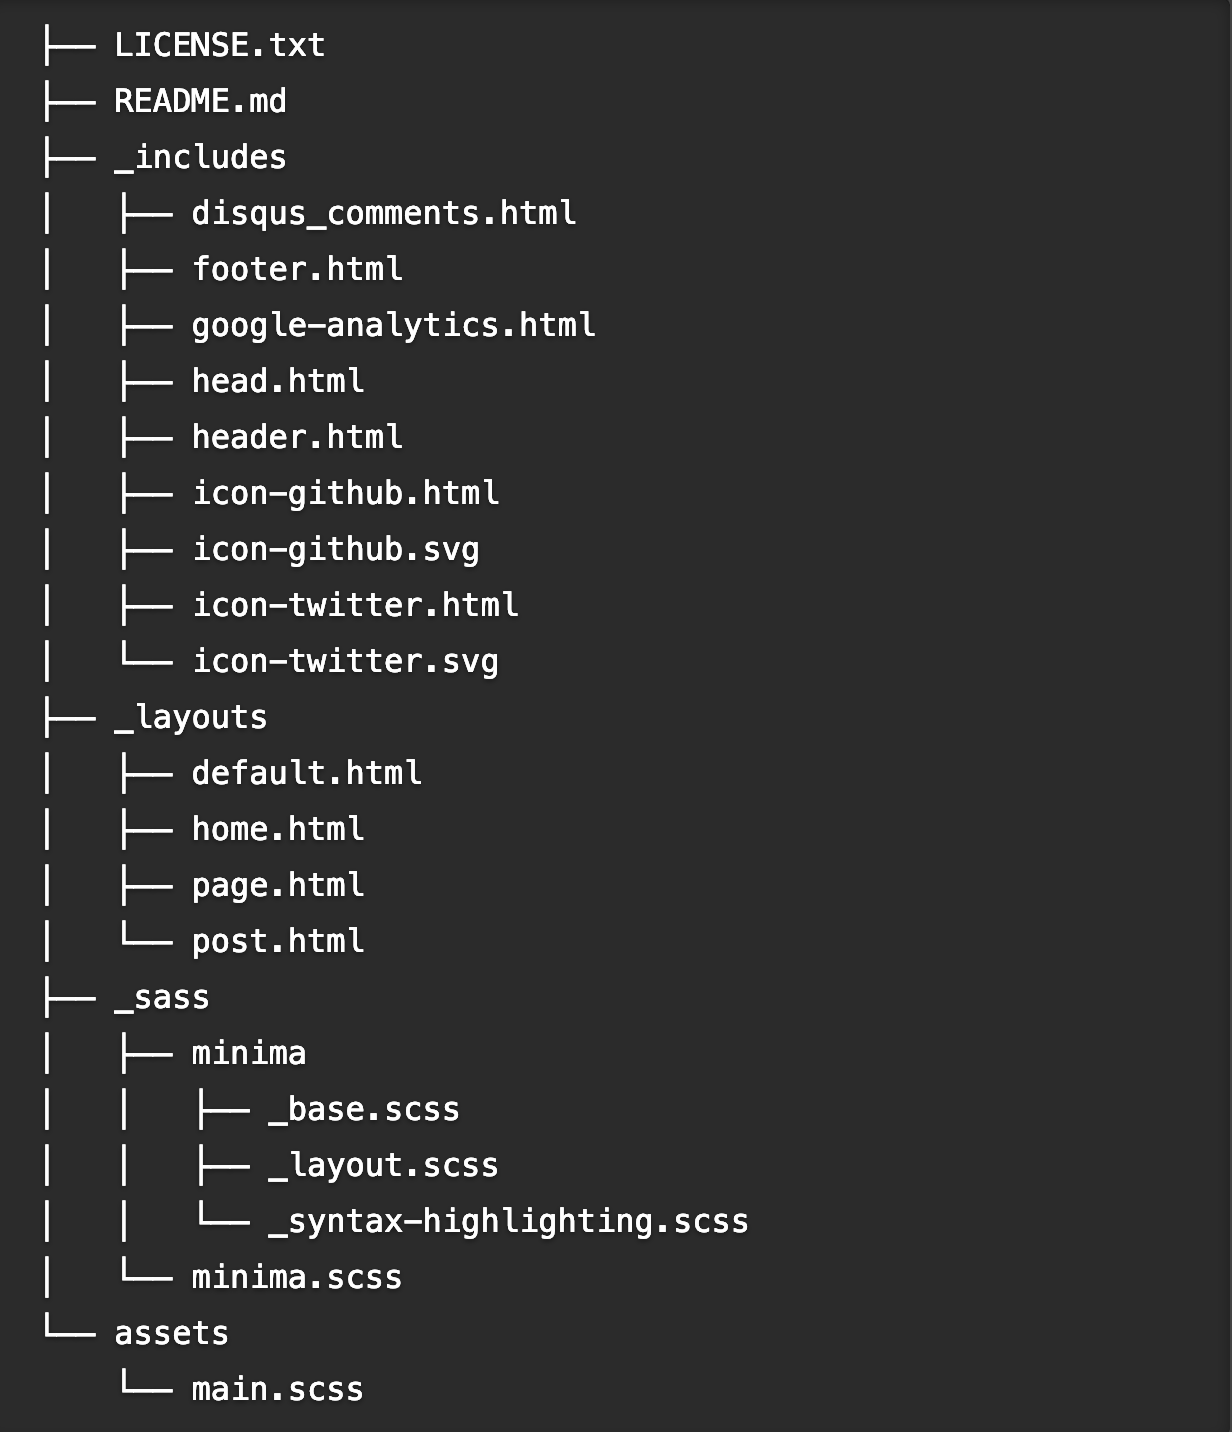 ├── LICENSE.txt
├── README.md
├── _includes
│   ├── disqus_comments.html
│   ├── footer.html
│   ├── google-analytics.html
│   ├── head.html
│   ├── header.html
│   ├── icon-github.html
│   ├── icon-github.svg
│   ├── icon-twitter.html
│   └── icon-twitter.svg
├── _layouts
│   ├── default.html
│   ├── home.html
│   ├── page.html
│   └── post.html
├── _sass
│   ├── minima
│   │   ├── _base.scss
│   │   ├── _layout.scss
│   │   └── _syntax-highlighting.scss
│   └── minima.scss
└── assets
    └── main.scss